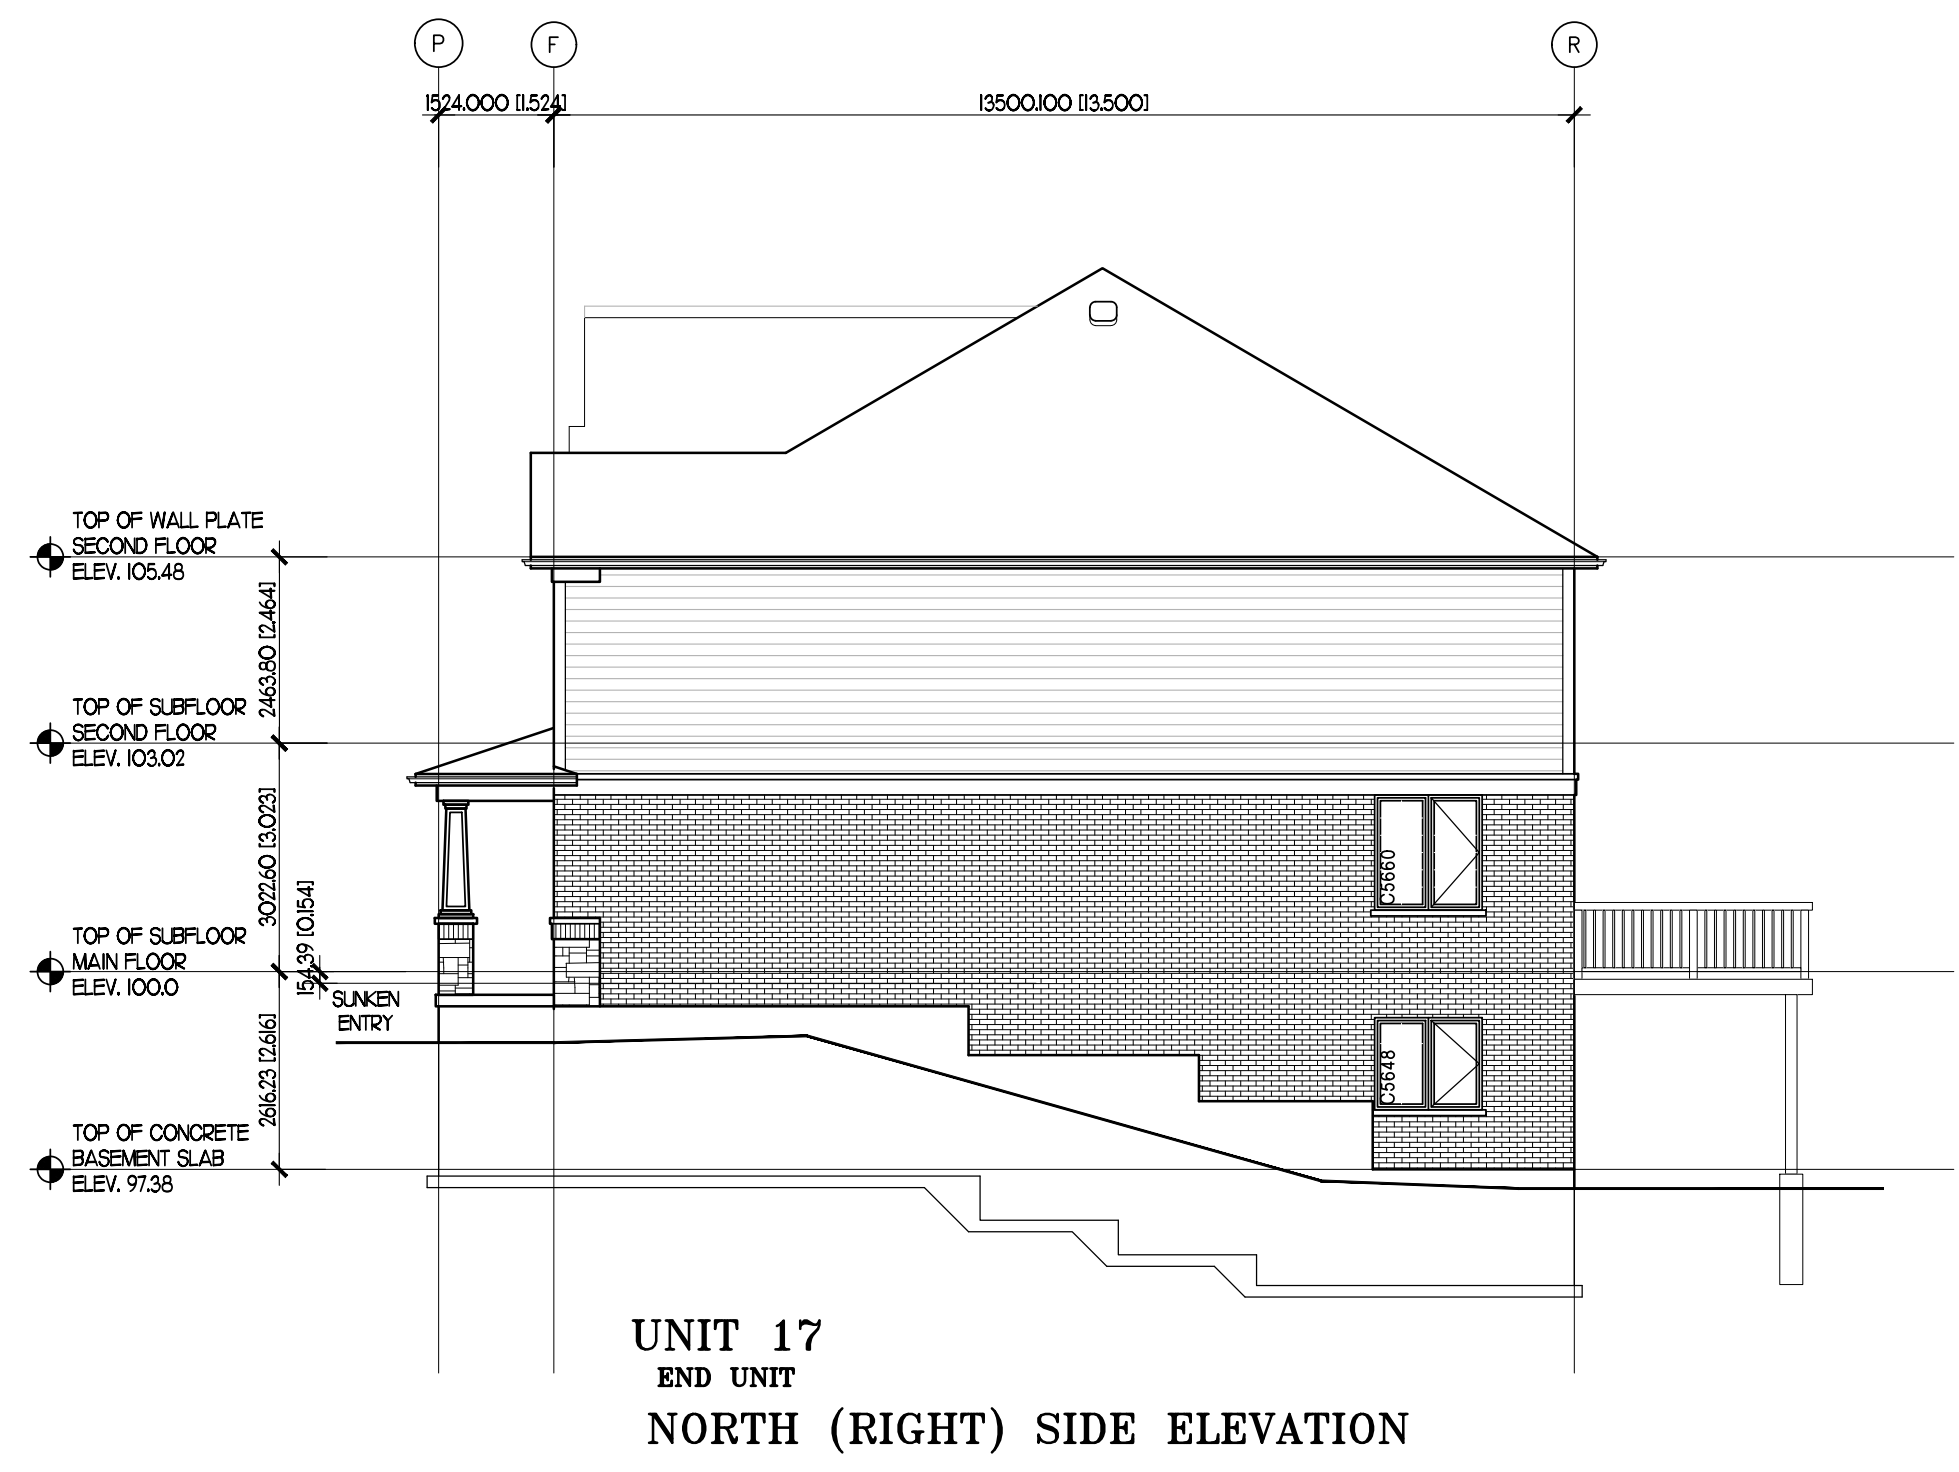 P
F
R
1524.000 [1.524]
13500.100 [13.500]
TOP OF WALL PLATE
SECOND FLOOR
ELEV. 105.48
2463.80 [2.464]
TOP OF SUBFLOOR
SECOND FLOOR
ELEV. 103.02
3022.60 [3.023]
C5660
154.39 [0.154]
TOP OF SUBFLOOR
MAIN FLOOR
ELEV. 100.0
SUNKEN
ENTRY
2616.23 [2.616]
C5648
TOP OF CONCRETE
BASEMENT SLAB
ELEV. 97.38
UNIT 17
END UNIT
NORTH (RIGHT) SIDE ELEVATION